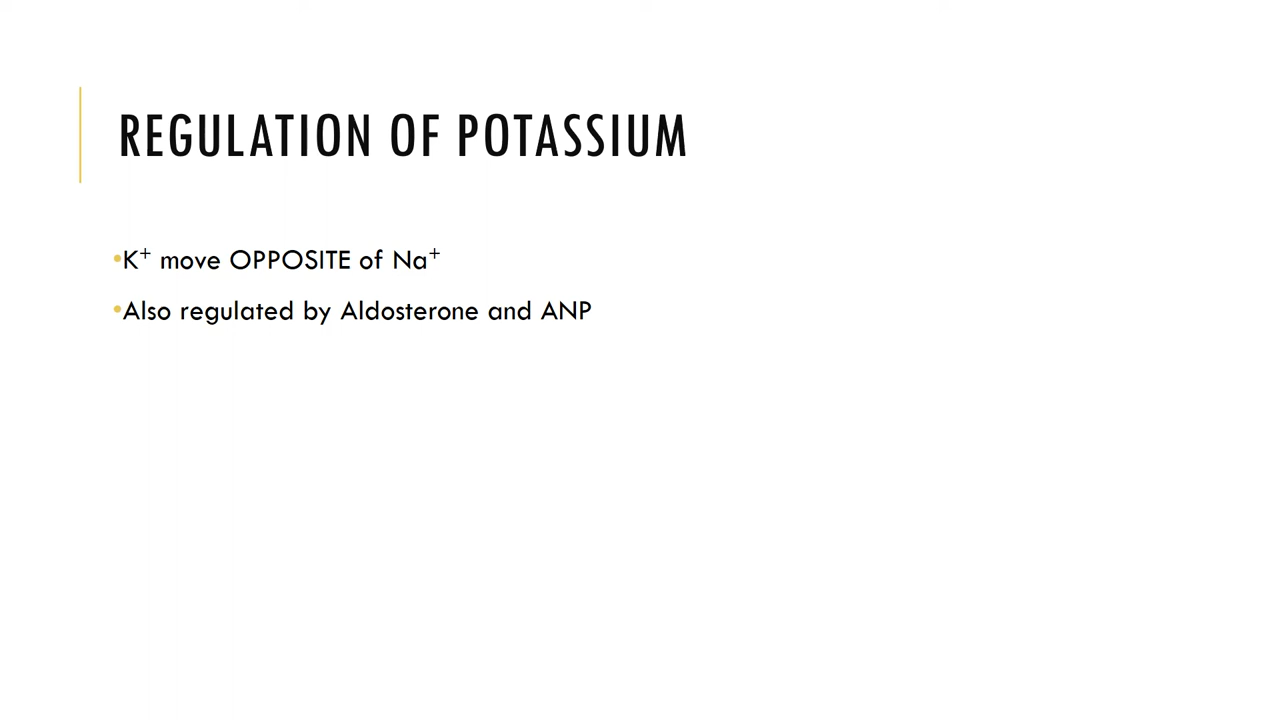 REGULATION OF POTASSIUM
•K⁺ move OPPOSITE of Na⁺
•Also regulated by Aldosterone and ANP